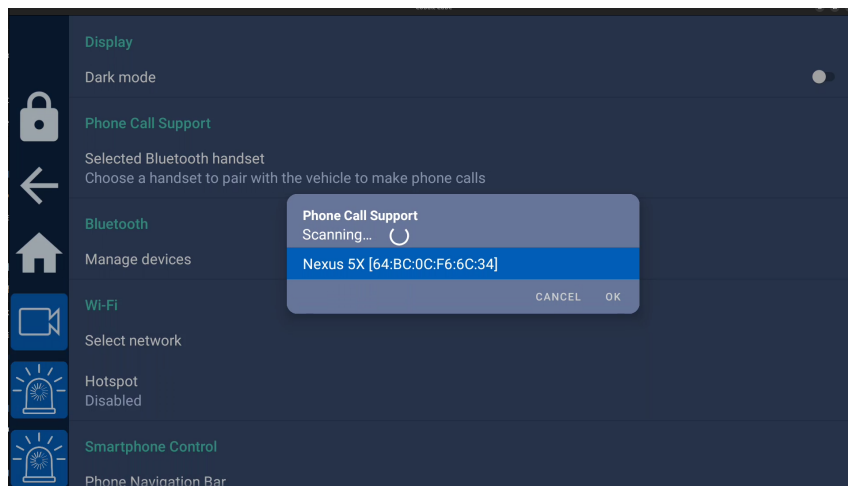 Display
Dark mode
Phone Call Support
Selected Bluetooth handset
Choose a handset to pair with the vehicle to make phone calls
Bluetooth
Manage devices
Phone Call Support
Scanning...
Nexus 5X [64:BC:0C:F6:6C:34]
CANCEL OK
Wi-Fi
Select network
Hotspot
Disabled
Smartphone Control
Phone Navigation Bar